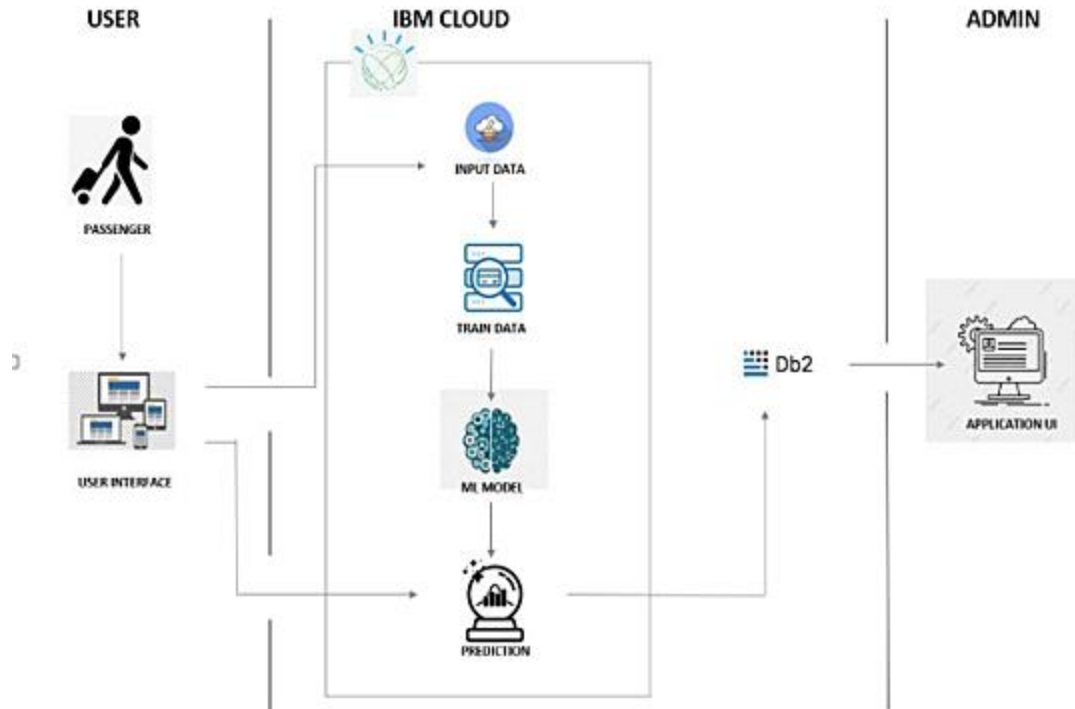 USER
IBM CLOUD
ADMIN
INPUT DATA
PASSENGER
TRAIN DATA
Db2
APPLICATION UI
USER INTERFACE
ML MODEL
PREDICTION